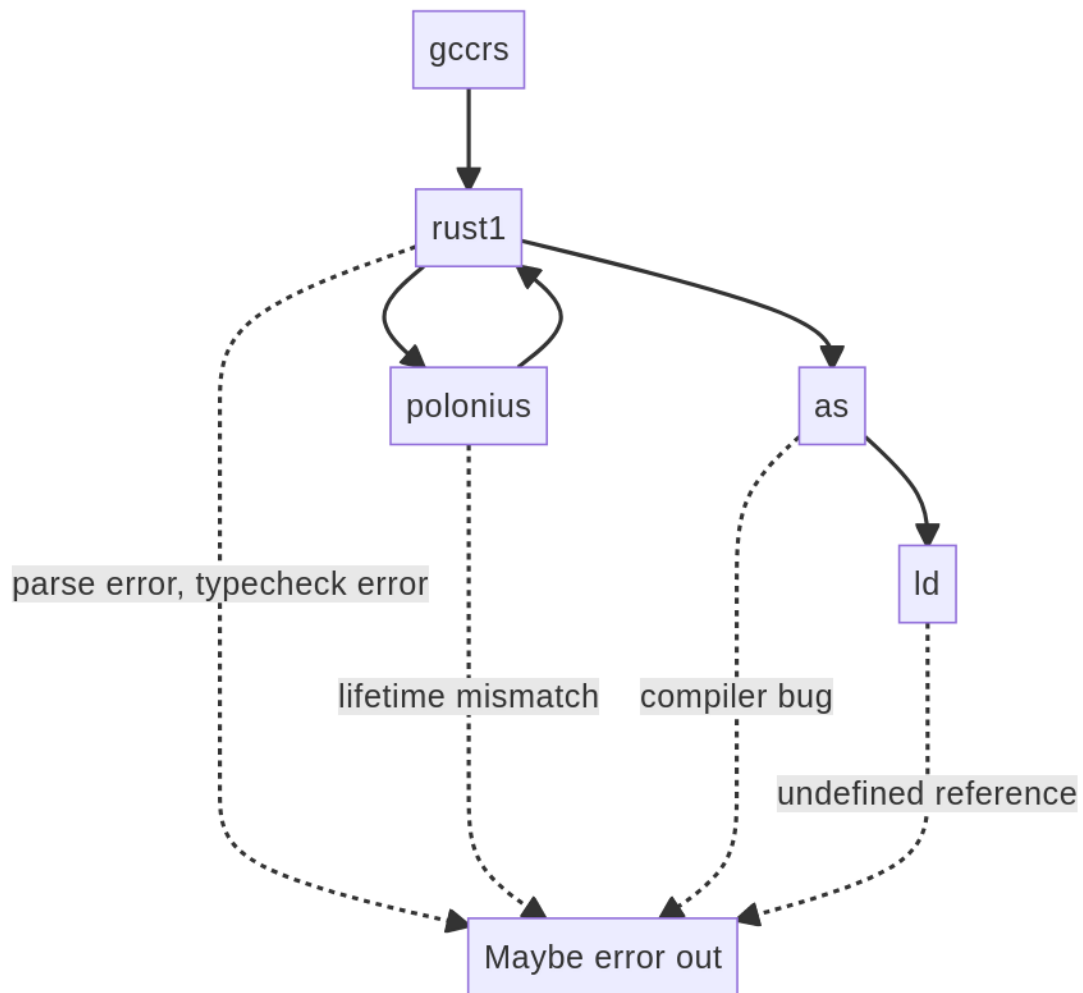 gccrs
rust1
polonius
as
parse error, typecheck error
ld
lifetime mismatch
compiler bug
undefined reference
Maybe error out